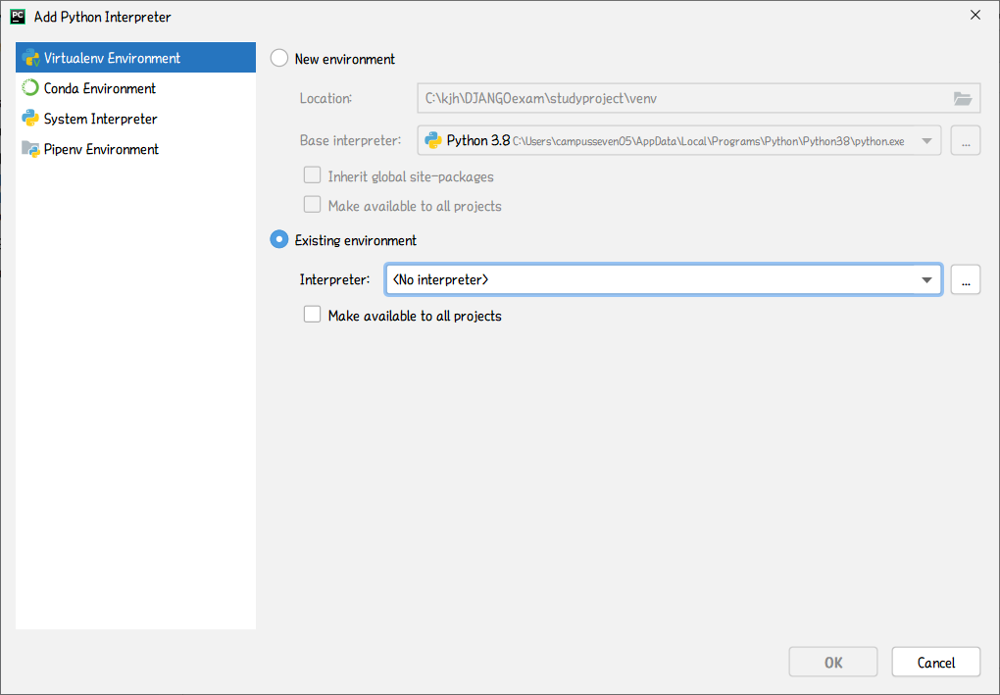 PC
Add Python Interpreter
Virtualenv Environment
Conda Environment
System Interpreter
Pipenv Environment
New environment
Location: C:\kjh\DJANGOexam\studyproject\venv
Base interpreter: Python 3.8 C:\Users\campusseven05\AppData\Local\Programs\Python\Python38\python.exe ...
Inherit global site-packages
Make available to all projects
Existing environment
Interpreter: <No interpreter> ...
Make available to all projects
OK Cancel